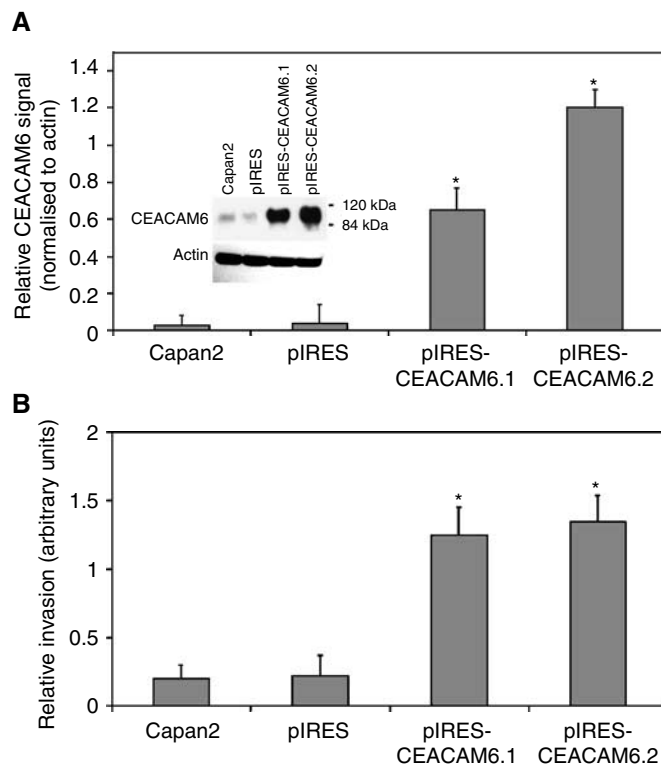 A
Relative CEACAM6 signal
(normalised to actin)
1.4
1.2
1
0.8
0.6
0.4
0.2
0
Capan2
pIRES
pIRES-CEACAM6.1
pIRES-CEACAM6.2
CEACAM6
120 kDa
84 kDa
Actin
*
*
Capan2
pIRES
pIRES-
CEACAM6.1
pIRES-
CEACAM6.2
B
Relative invasion (arbitrary units)
2
1.5
1
0.5
0
*
*
Capan2
pIRES
pIRES-
CEACAM6.1
pIRES-
CEACAM6.2